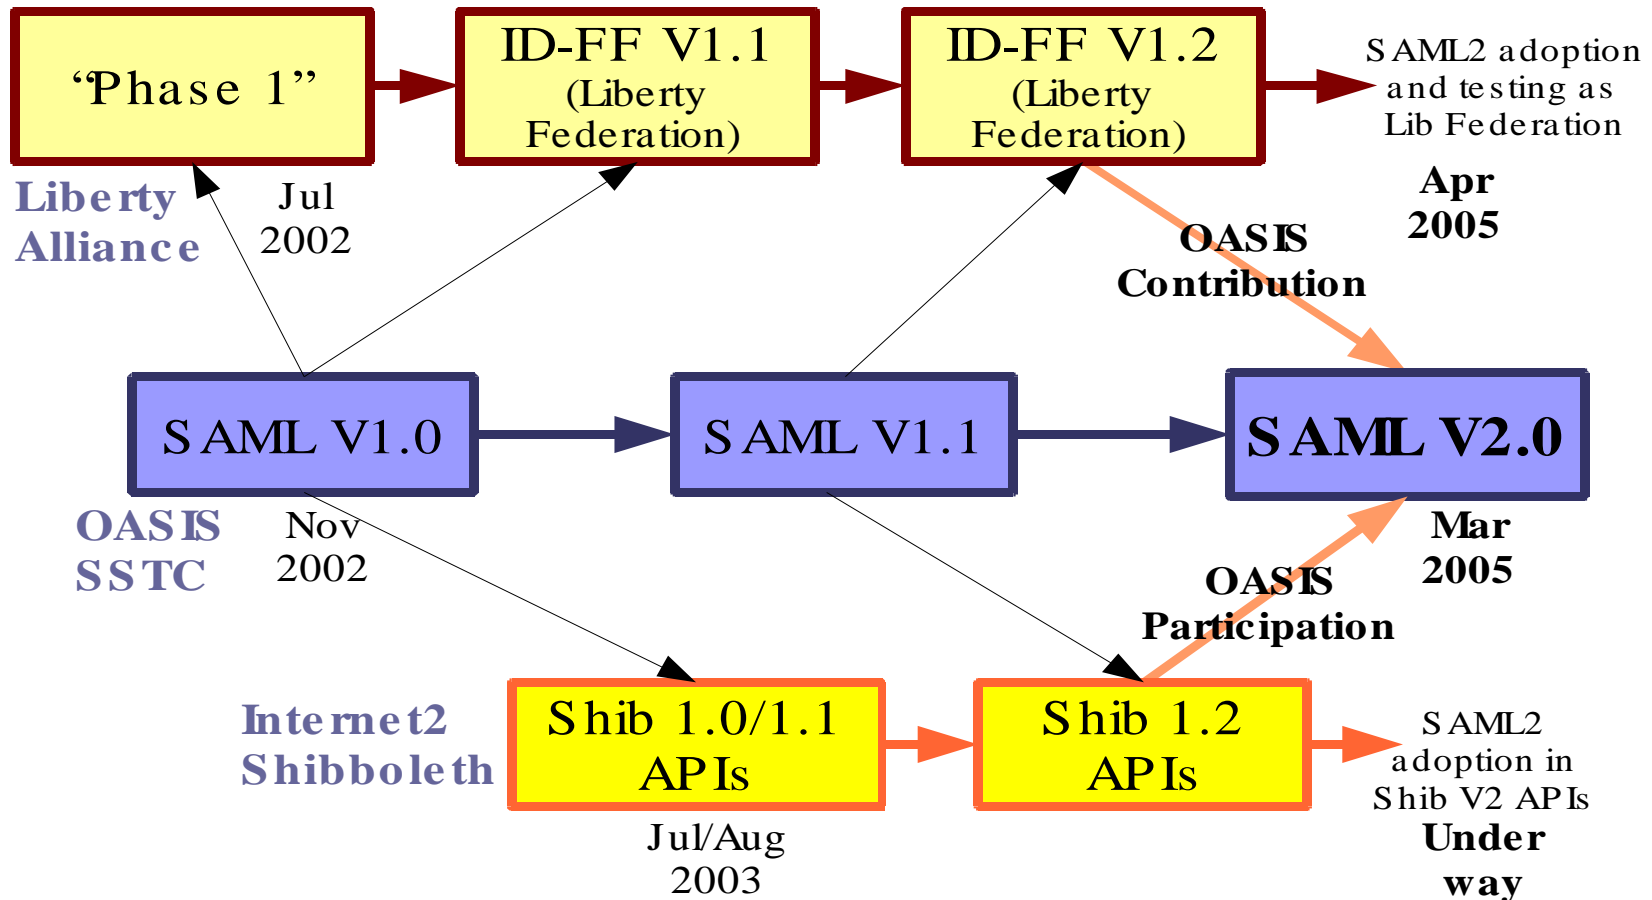 “Phase 1”
ID-FF V1.1
(Liberty
Federation)
ID-FF V1.2
(Liberty
Federation)
SAML2 adoption
and testing as
Lib Federation
Apr
2005
Liberty
Alliance
Jul
2002
OASIS
Contribution
SAML V1.0
SAML V1.1
SAML V2.0
OASIS
SSTC
Nov
2002
Mar
2005
OASIS
Participation
Internet2
Shibboleth
Shib 1.0/1.1
APIs
Shib 1.2
APIs
SAML2
adoption in
Shib V2 APIs
Under
way
Jul/Aug
2003